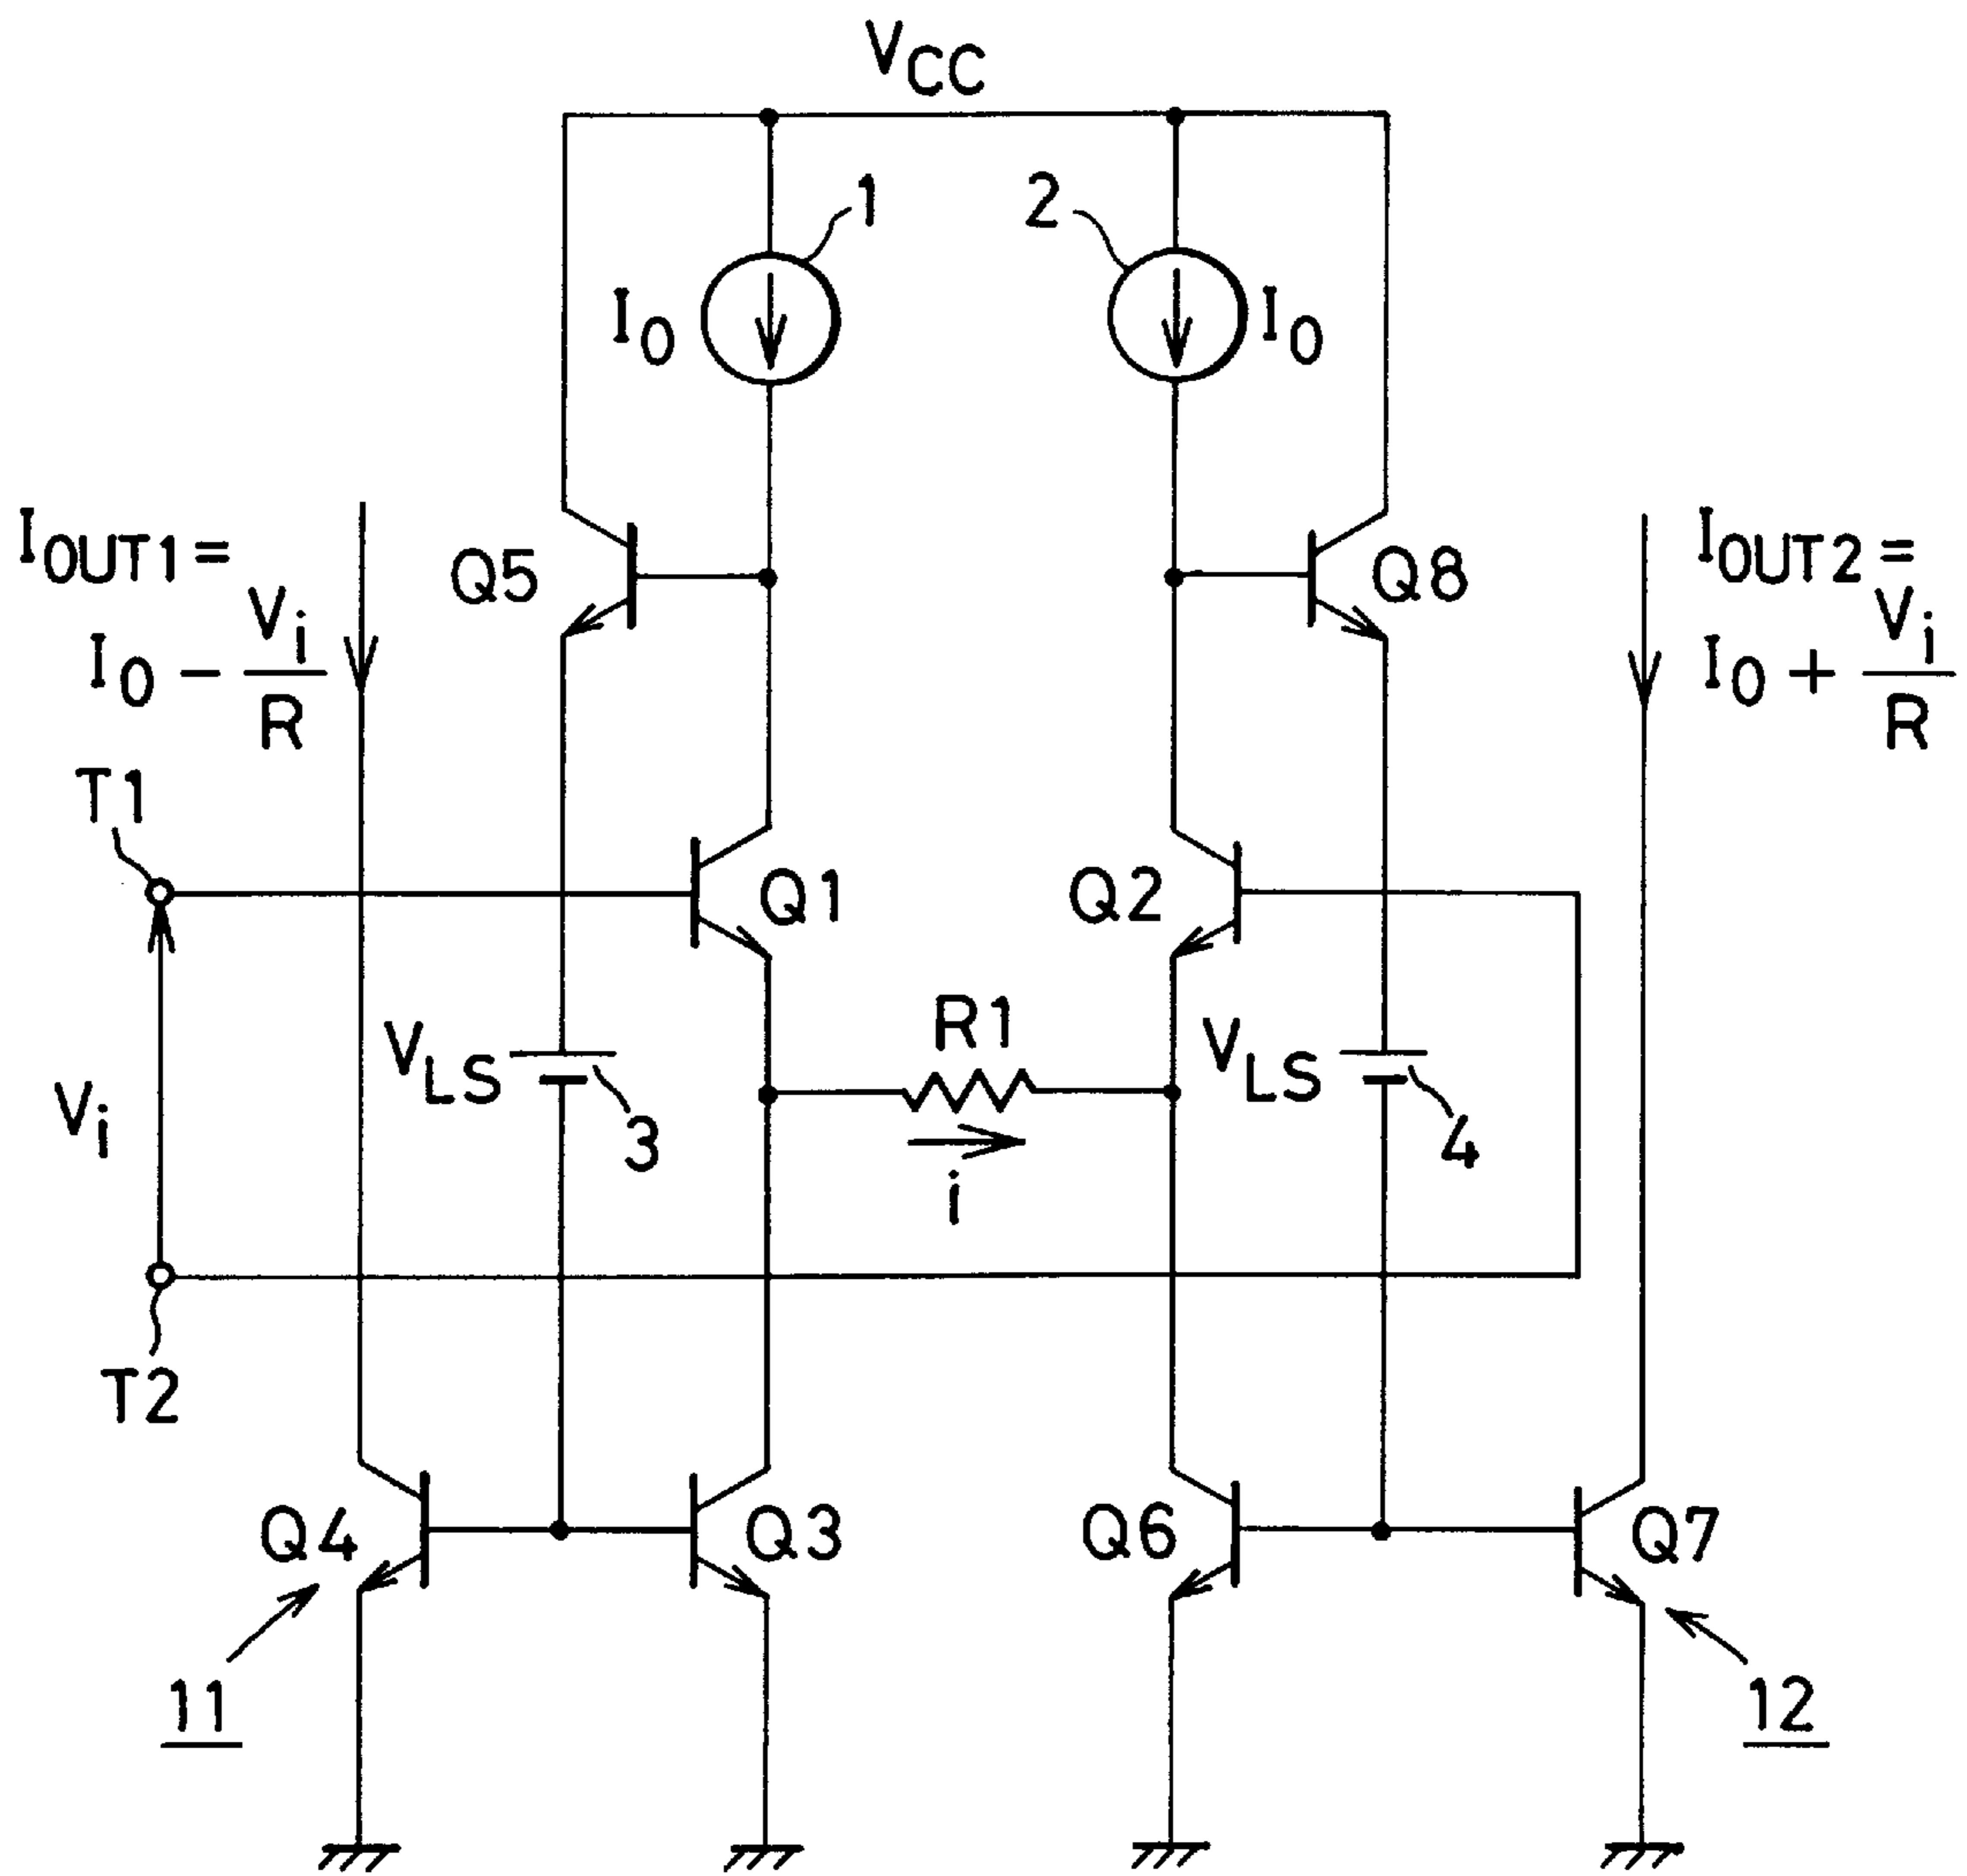 VCC
1
2
I0
I0
IOUT1=
I0 - Vi/R
Q5
Q8
IOUT2=
I0 + Vi/R
T1
Q1
Q2
R1
VLS
VLS
3
4
Vi
i
T2
Q4
Q3
Q6
Q7
11
12